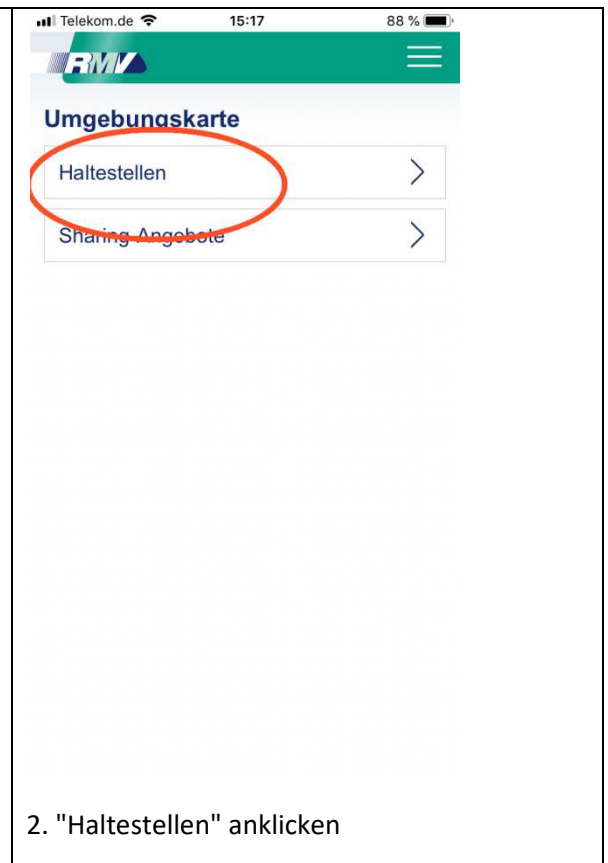 Telekom.de 15:17 88 %
RMV
Umgebungskarte
Haltestellen
Sharing-Angebote
2. "Haltestellen" anklicken